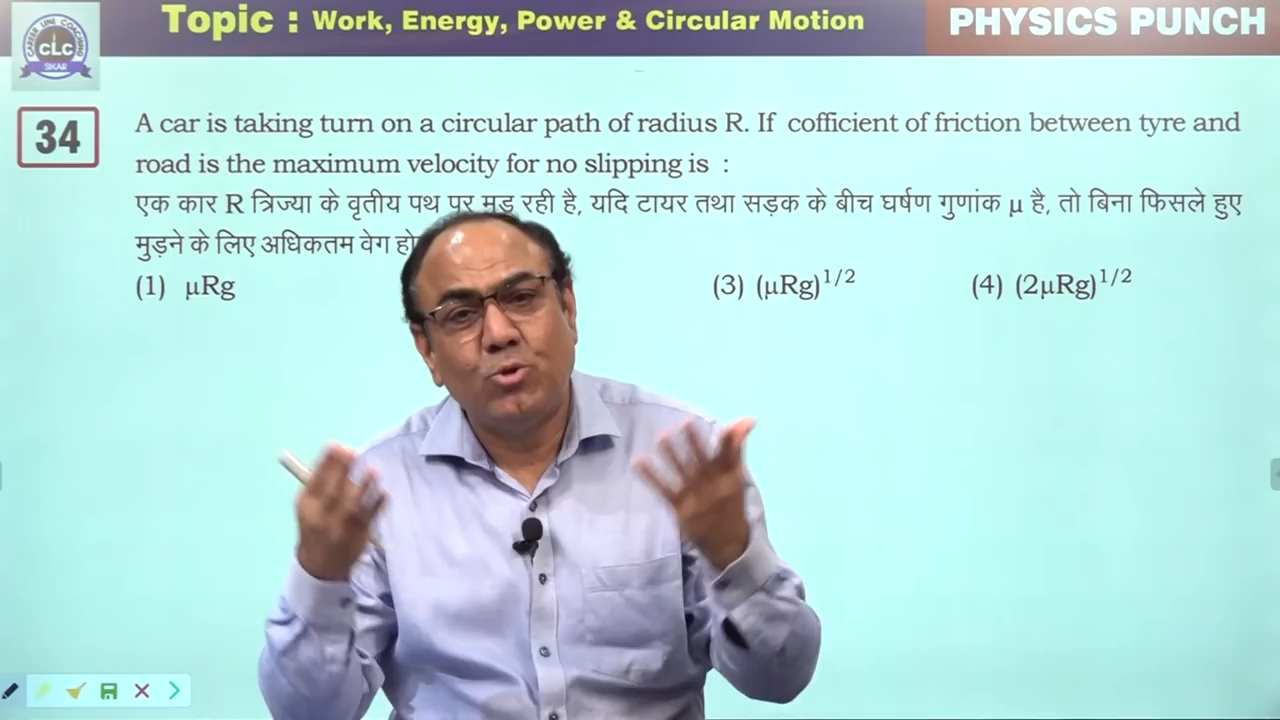 CAREER LINE COACHING
CLC
SIKAR
Topic : Work, Energy, Power & Circular Motion
PHYSICS PUNCH
34
A car is taking turn on a circular path of radius R. If cofficient of friction between tyre and
road is the maximum velocity for no slipping is :
एक कार R त्रिज्या के वृतीय पथ पर मुड़ रही है, यदि टायर तथा सड़क के बीच घर्षण गुणांक μ है, तो बिना फिसले हुए
मुड़ने के लिए अधिकतम वेग
(1) μRg
(3) (μRg)1/2
(4) (2μRg)1/2